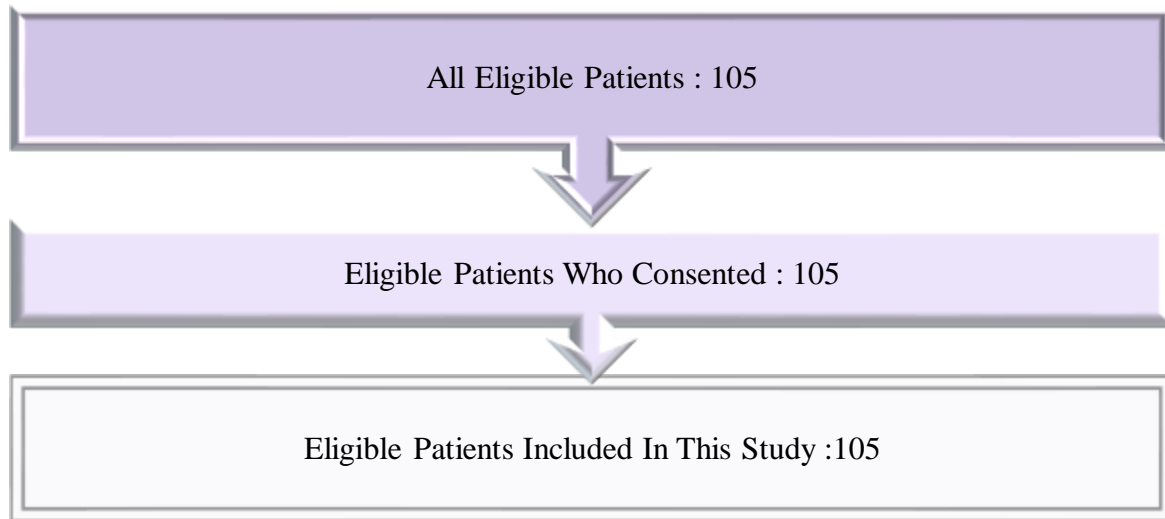 All Eligible Patients : 105
Eligible Patients Who Consented : 105
Eligible Patients Included In This Study :105